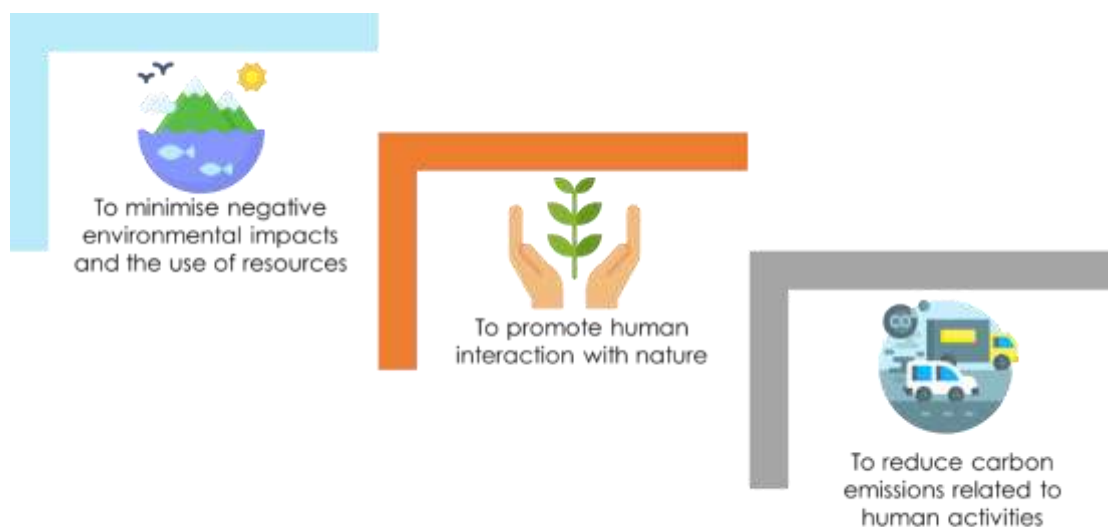 To minimise negative
environmental impacts
and the use of resources
To promote human
interaction with nature
To reduce carbon
emissions related to
human activities